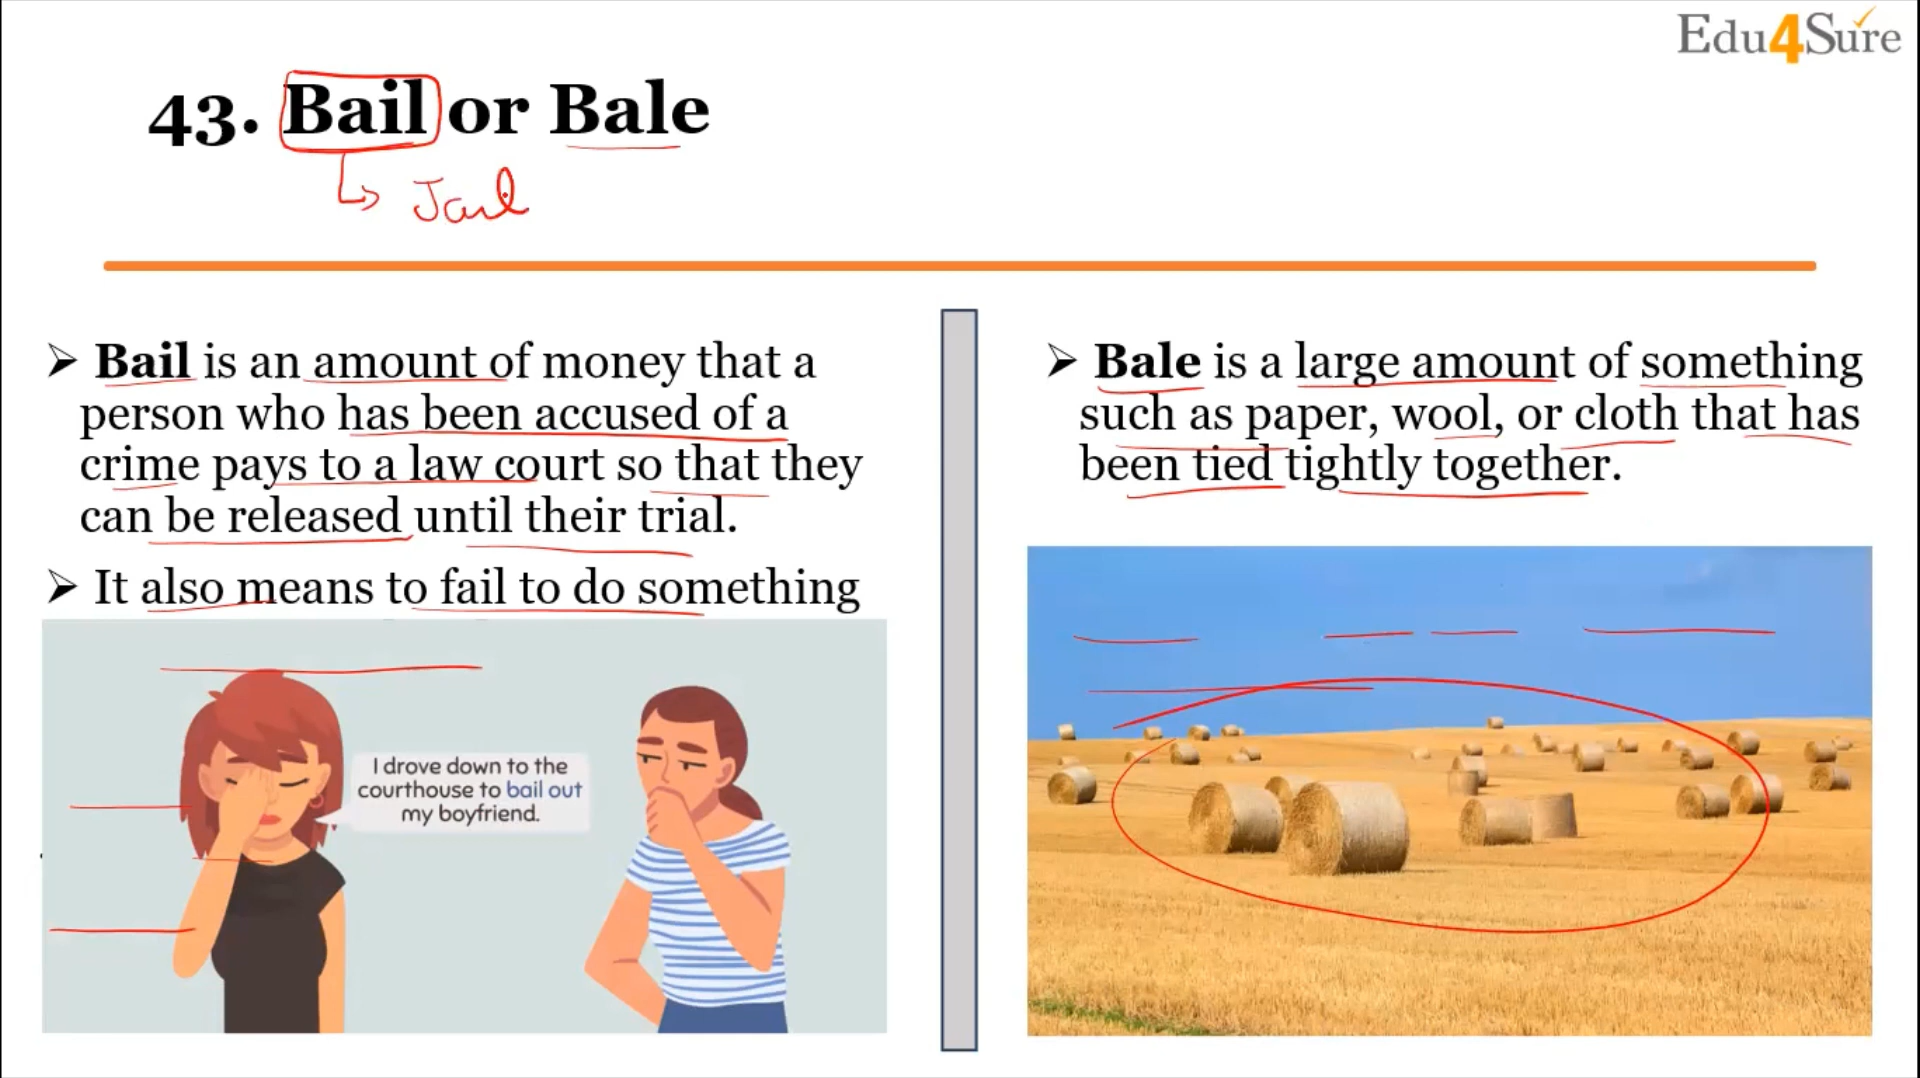 Edu4Sure
43. Bail or Bale
Jail
➢ Bail is an amount of money that a
person who has been accused of a
crime pays to a law court so that they
can be released until their trial.
➢ It also means to fail to do something
I drove down to the
courthouse to bail out
my boyfriend.
➢ Bale is a large amount of something
such as paper, wool, or cloth that has
been tied tightly together.